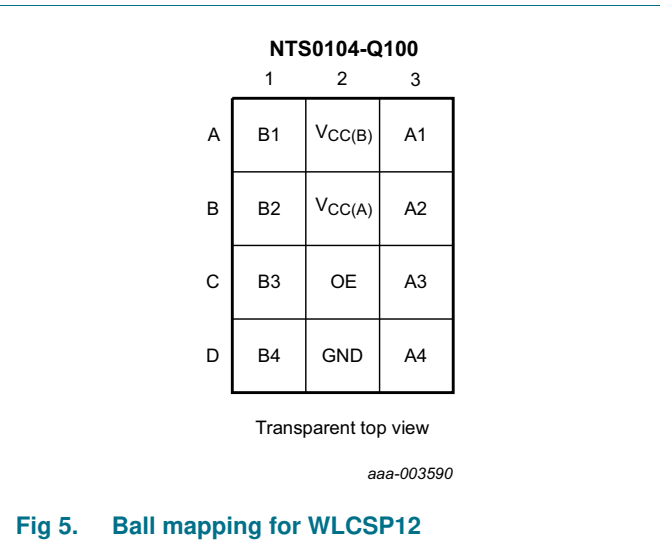 NTS0104-Q100
1 2 3
A B1 VCC(B) A1
B B2 VCC(A) A2
C B3 OE A3
D B4 GND A4
Transparent top view
aaa-003590
Fig 5. Ball mapping for WLCSP12